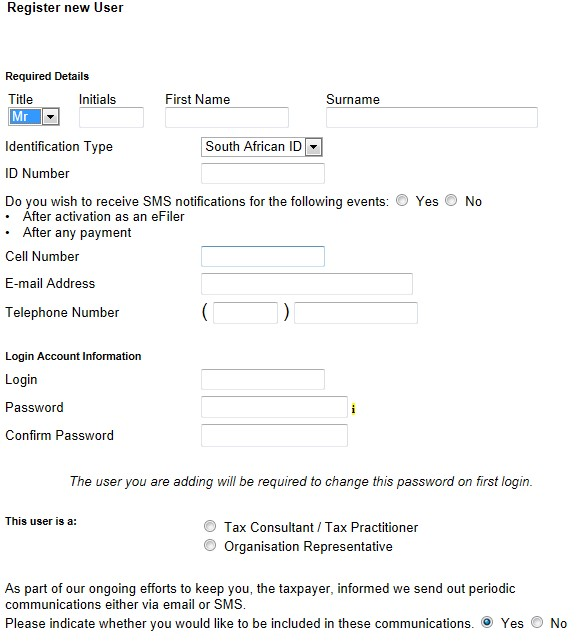 Register new User
Required Details
Title Initials First Name Surname
Mr
Identification Type South African ID
ID Number
Do you wish to receive SMS notifications for the following events: Yes No
• After activation as an eFiler
• After any payment
Cell Number
E-mail Address
Telephone Number ( )
Login Account Information
Login
Password i
Confirm Password
The user you are adding will be required to change this password on first login.
This user is a:
Tax Consultant / Tax Practitioner
Organisation Representative
As part of our ongoing efforts to keep you, the taxpayer, informed we send out periodic
communications either via email or SMS.
Please indicate whether you would like to be included in these communications. Yes No